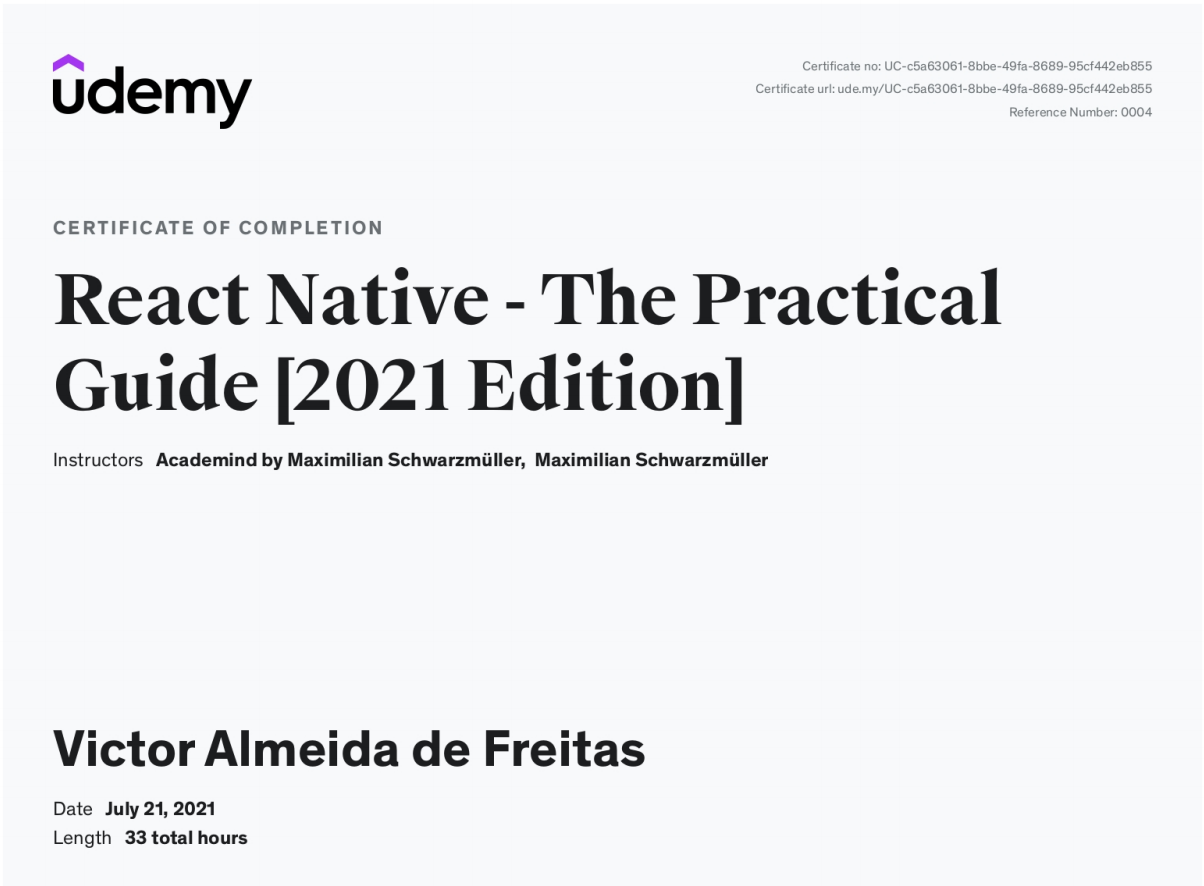 udemy
Certificate no: UC-c5a63061-8bbe-49fa-8689-95cf442eb855
Certificate url: ude.my/UC-c5a63061-8bbe-49fa-8689-95cf442eb855
Reference Number: 0004
CERTIFICATE OF COMPLETION
React Native - The Practical
Guide [2021 Edition]
Instructors Academind by Maximilian Schwarzmüller, Maximilian Schwarzmüller
Victor Almeida de Freitas
Date July 21, 2021
Length 33 total hours